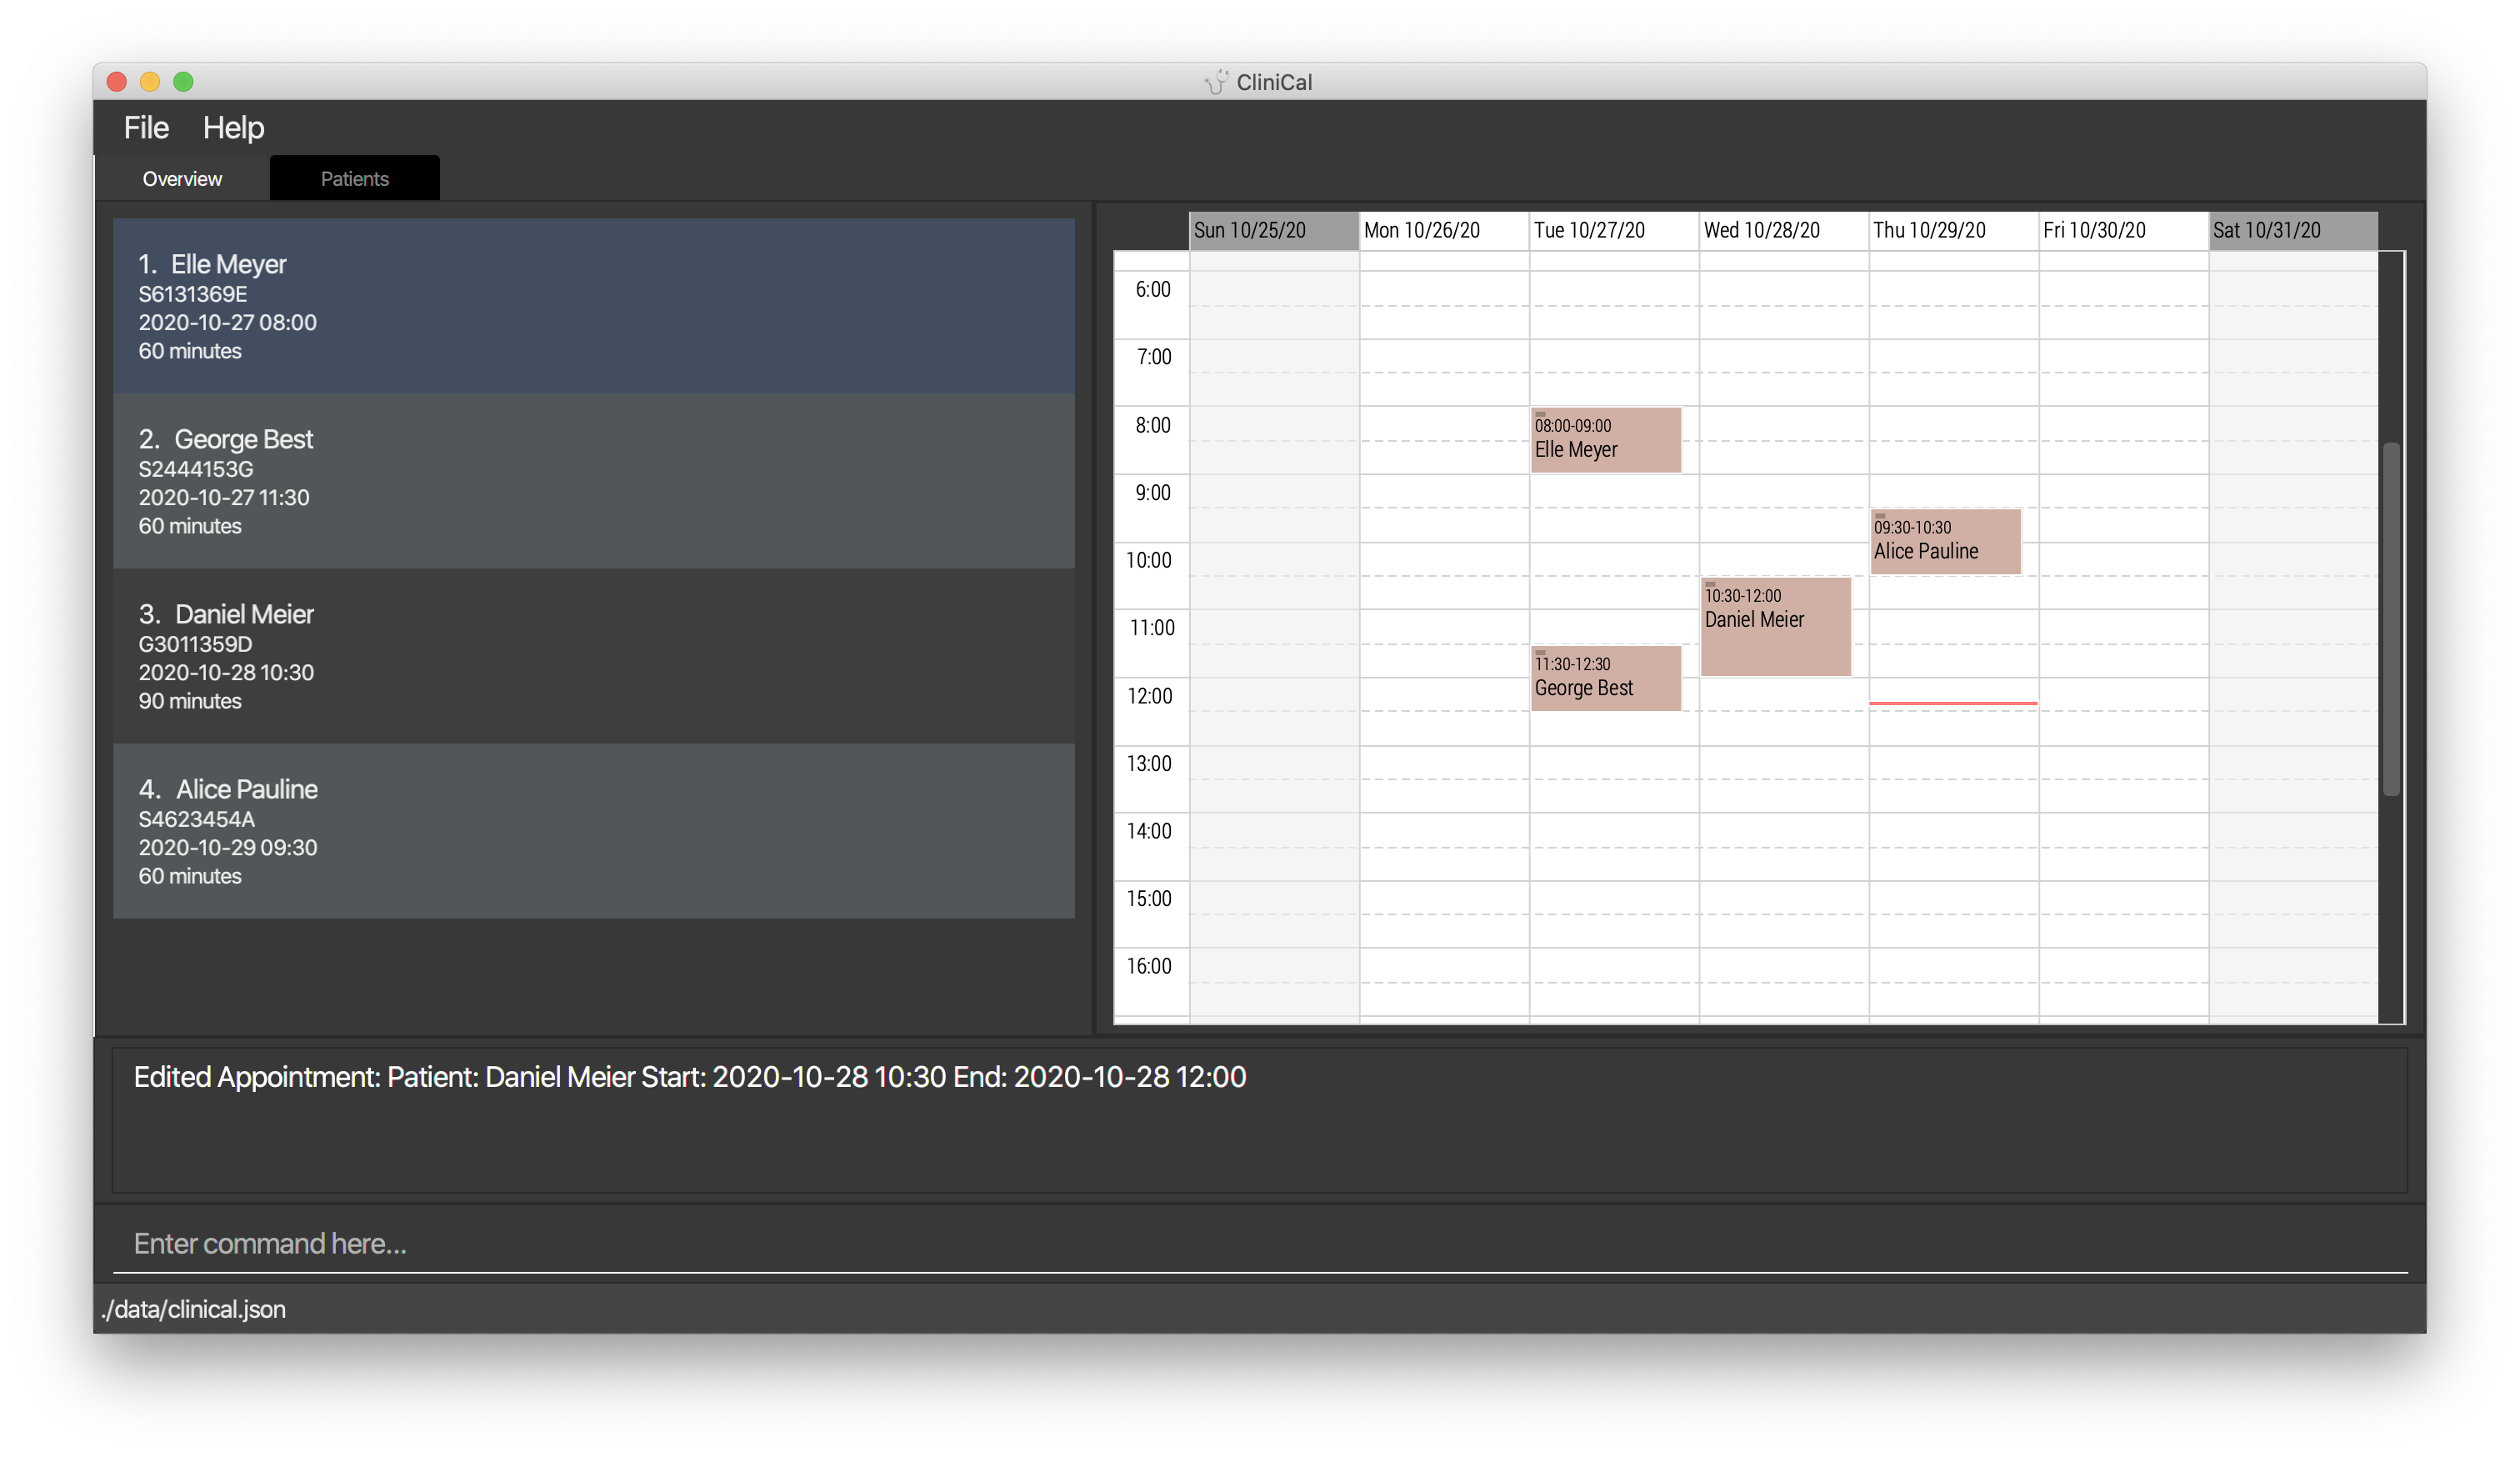 CliniCal
File Help
Overview Patients
1. Elle Meyer
S6131369E
2020-10-27 08:00
60 minutes
2. George Best
S2444153G
2020-10-27 11:30
60 minutes
3. Daniel Meier
G3011359D
2020-10-28 10:30
90 minutes
4. Alice Pauline
S4623454A
2020-10-29 09:30
60 minutes
Sun 10/25/20 Mon 10/26/20 Tue 10/27/20 Wed 10/28/20 Thu 10/29/20 Fri 10/30/20 Sat 10/31/20
6:00
7:00
8:00
9:00
10:00
11:00
12:00
13:00
14:00
15:00
16:00
08:00-09:00
Elle Meyer
11:30-12:30
George Best
10:30-12:00
Daniel Meier
09:30-10:30
Alice Pauline
Edited Appointment: Patient: Daniel Meier Start: 2020-10-28 10:30 End: 2020-10-28 12:00
Enter command here...
./data/clinical.json